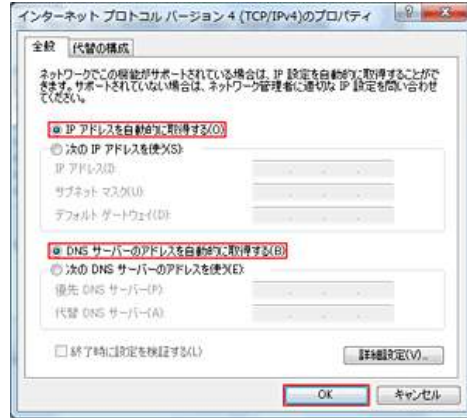 インターネット プロトコル バージョン 4 (TCP/IPv4)のプロパティ
全般
代替の構成
ネットワークでこの機能がサポートされている場合は、IP 設定を自動的に取得することがで
きます。サポートされていない場合は、ネットワーク管理者に適切な IP 設定を問い合わせ
てください。
IP アドレスを自動的に取得する(O)
次の IP アドレスを使う(S):
IP アドレス(I):
サブネット マスク(U):
デフォルト ゲートウェイ(D):
DNS サーバーのアドレスを自動的に取得する(B)
次の DNS サーバーのアドレスを使う(E):
優先 DNS サーバー(P):
代替 DNS サーバー(A):
終了時に設定を検証する(L)
詳細設定(V)...
OK
キャンセル